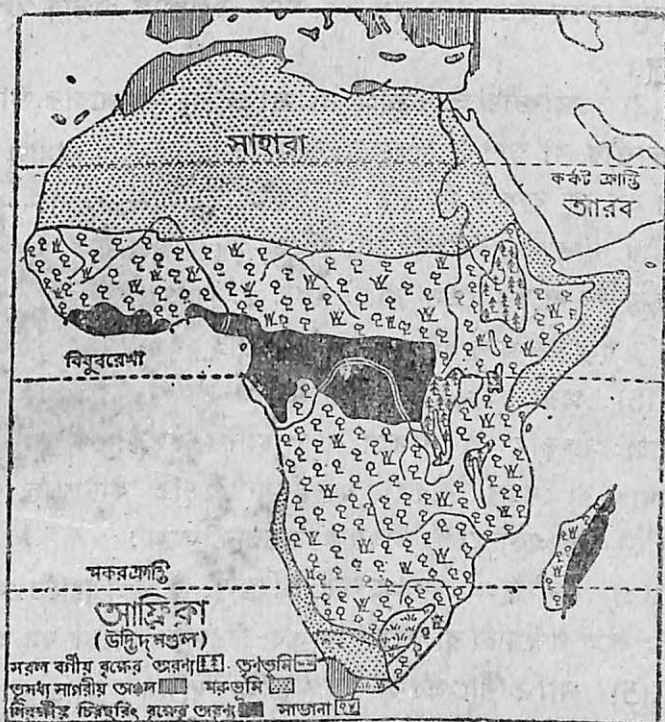 সাহারা
কর্কট ক্রান্তি
আরব
বিষুবরেখা
মকরক্রান্তি
আফ্রিকা
(উদ্ভিদমণ্ডল)
সরল বর্গীয় বৃক্ষের অরণ্য তৃণভূমি
ভূমধ্য সাগরীয় অঞ্চল মরুভূমি
নিরক্ষীয় চিরহরিৎ বৃক্ষের অরণ্য সাভানা